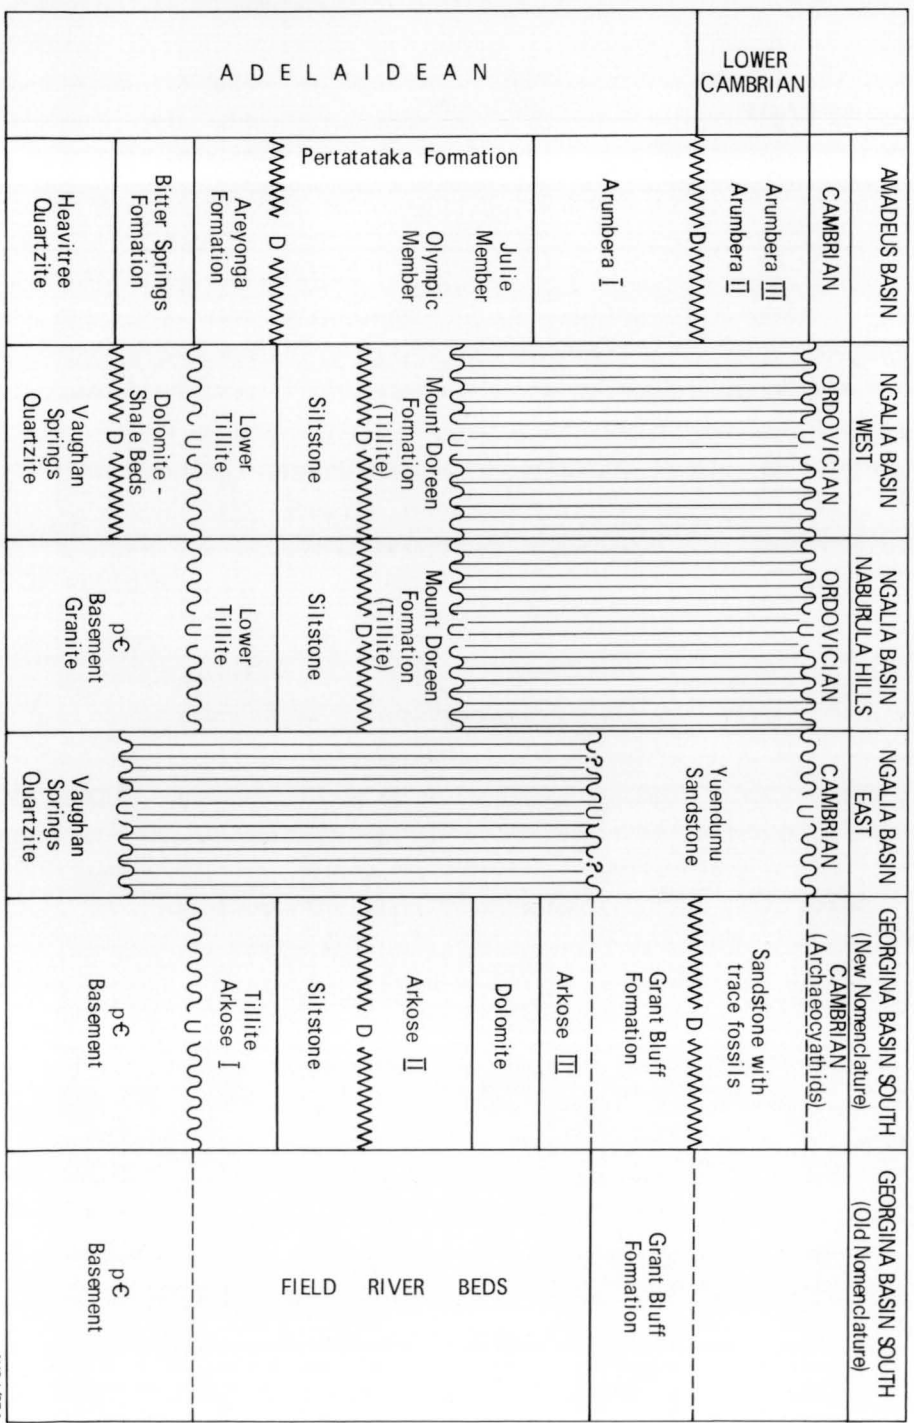 AMADEUS BASIN
NGALIA BASIN
WEST
NGALIA BASIN
NABURULA HILLS
NGALIA BASIN
EAST
GEORGINA BASIN SOUTH
(New Nomenclature)
GEORGINA BASIN SOUTH
(Old Nomenclature)
LOWER
CAMBRIAN
ADELAIDEAN
CAMBRIAN
Arumbera III
Arumbera II
D
Arumbera I
Julie
Member
Olympic
Member
Pertatataka Formation
D
Areyonga
Formation
Bitter Springs
Formation
Heavitree
Quartzite
ORDOVICIAN
U
U
Mount Doreen
Formation
(Tillite)
D
Siltstone
Lower
Tillite
U
Dolomite -
Shale Beds
D
Vaughan
Springs
Quartzite
ORDOVICIAN
U
U
Mount Doreen
Formation
(Tillite)
D
Siltstone
Lower
Tillite
U
p€
Basement
Granite
CAMBRIAN
U
Yuendumu
Sandstone
? U ?
U
Vaughan
Springs
Quartzite
CAMBRIAN
(Archaeocyathids)
Sandstone with
trace fossils
D
Grant Bluff
Formation
Arkose III
Dolomite
Arkose II
D
Siltstone
Tillite
Arkose I
U
p€
Basement
Grant Bluff
Formation
FIELD RIVER BEDS
p€
Basement